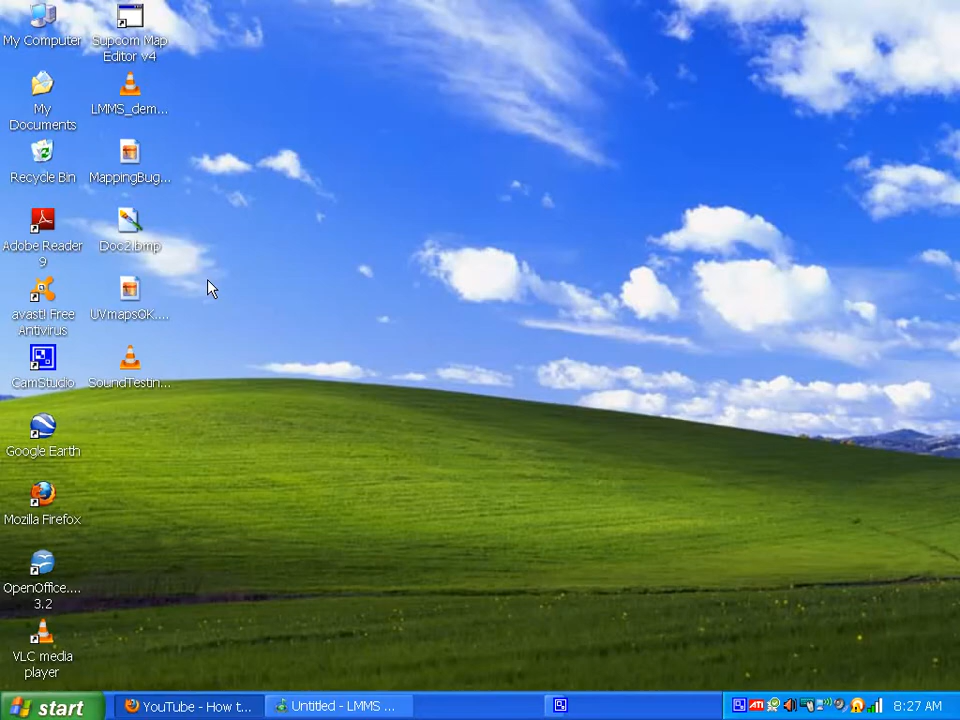 My Computer
Supcom Map
Editor v4
My
Documents
LMMS_dem...
Recycle Bin
MappingBug...
Adobe Reader
9
Doc2.bmp
avast! Free
Antivirus
UVmapsOK....
CamStudio
SoundTestin...
Google Earth
Mozilla Firefox
OpenOffice....
3.2
VLC media
player
start
YouTube - How t...
Untitled - LMMS ...
ATI
8:27 AM